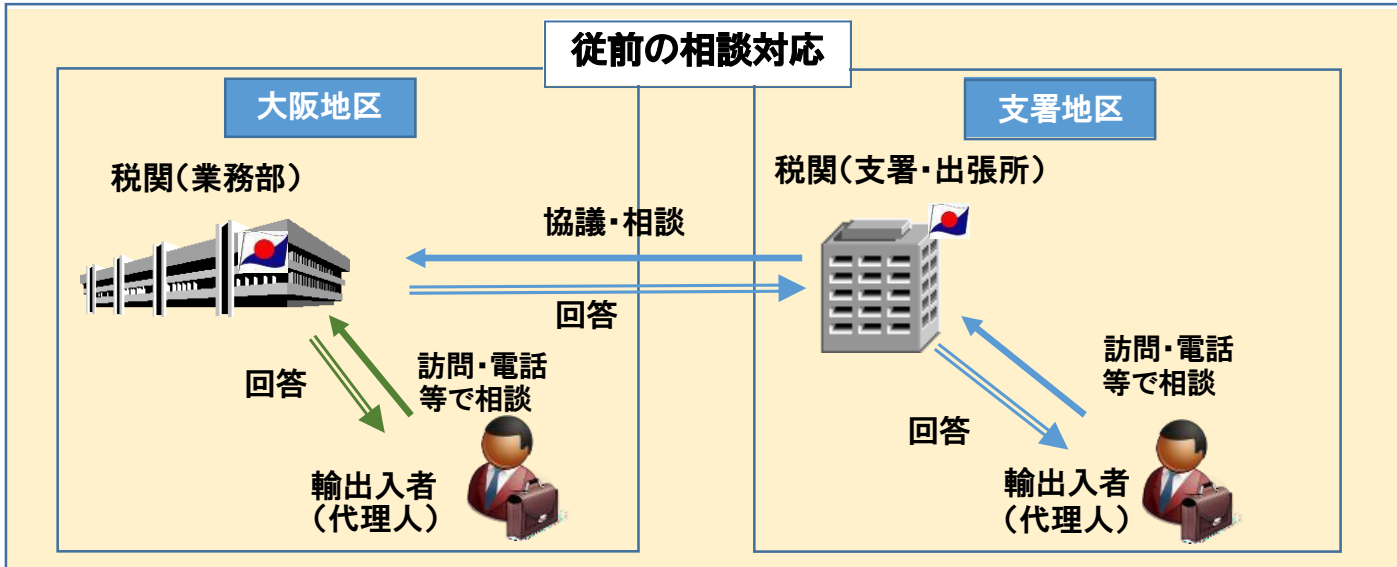 従前の相談対応
大阪地区
税関(業務部)
回答
訪問・電話
等で相談
輸出入者
(代理人)
協議・相談
回答
支署地区
税関(支署・出張所)
訪問・電話
等で相談
回答
輸出入者
(代理人)